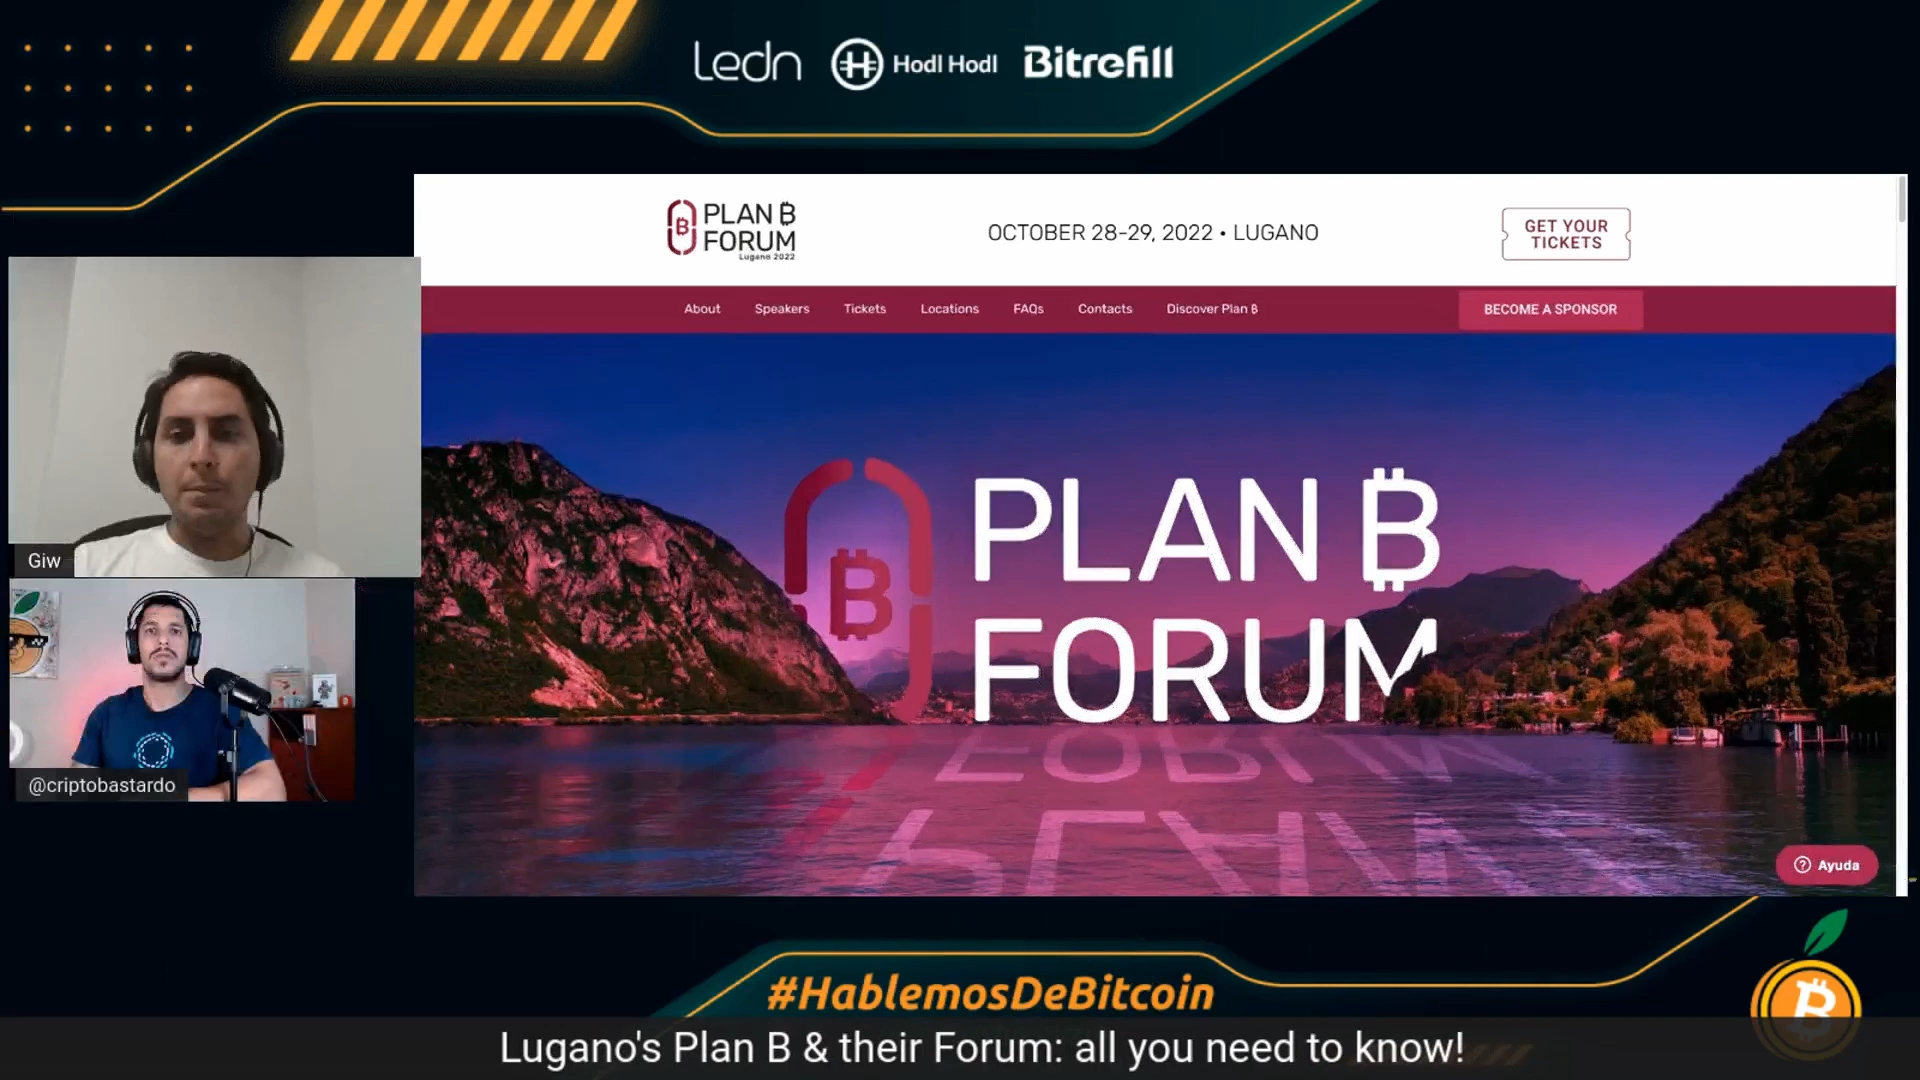 ledn
Hodl Hodl
Bitrefill
PLAN ₿
FORUM
Lugano 2022
OCTOBER 28-29, 2022 • LUGANO
GET YOUR
TICKETS
About
Speakers
Tickets
Locations
FAQs
Contacts
Discover Plan ₿
BECOME A SPONSOR
PLAN ₿
FORUM
Giw
@criptobastardo
Ayuda
#HablemosDeBitcoin
Lugano's Plan B & their Forum: all you need to know!